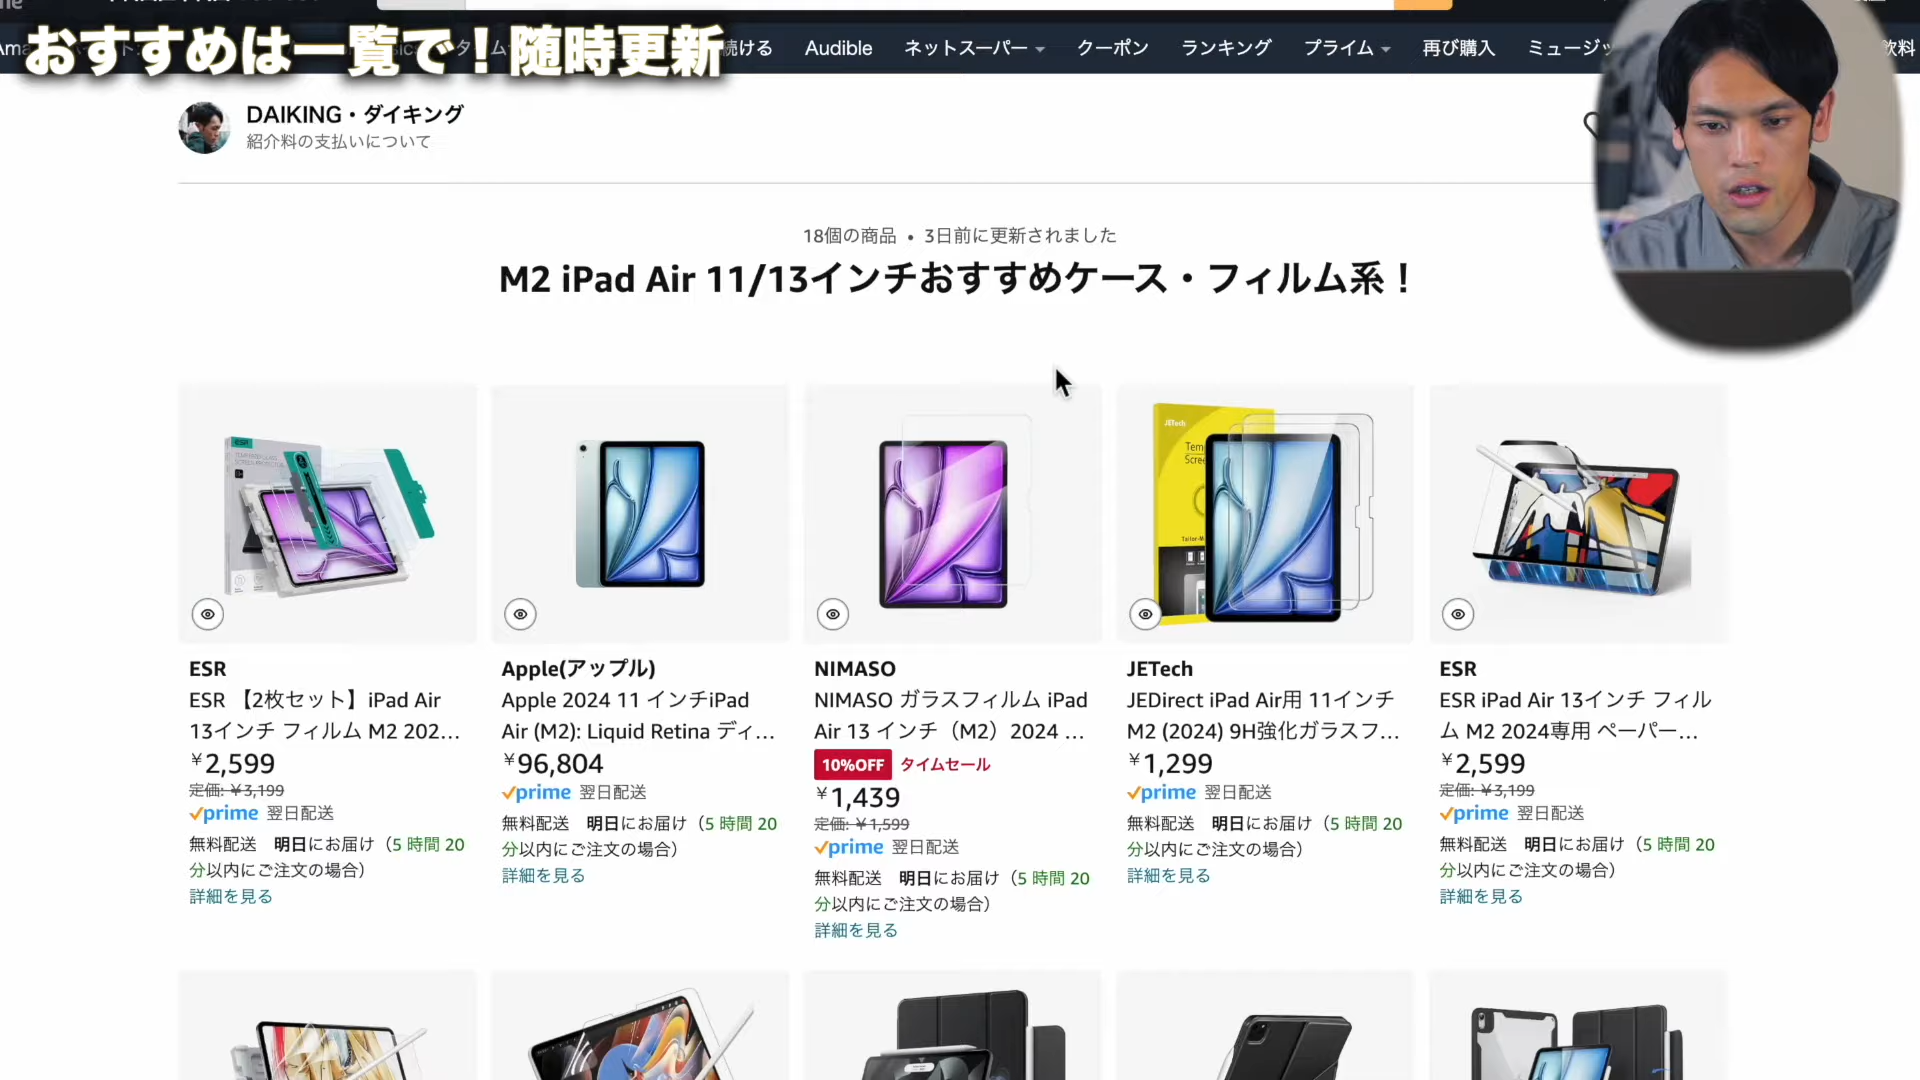 おすすめは一覧で！随時更新
続ける
Audible
ネットスーパー
クーポン
ランキング
プライム
再び購入
ミュージッ
飲料
DAIKING・ダイキング
紹介料の支払いについて
18個の商品 • 3日前に更新されました
M2 iPad Air 11/13インチおすすめケース・フィルム系！
ESR
ESR 【2枚セット】iPad Air
13インチ フィルム M2 202...
¥2,599
定価: ¥3,199
prime 翌日配送
無料配送 明日にお届け（5 時間 20
分以内にご注文の場合）
詳細を見る
Apple(アップル)
Apple 2024 11 インチiPad
Air (M2): Liquid Retina ディ...
¥96,804
prime 翌日配送
無料配送 明日にお届け（5 時間 20
分以内にご注文の場合）
詳細を見る
NIMASO
NIMASO ガラスフィルム iPad
Air 13 インチ（M2）2024 ...
10%OFF タイムセール
¥1,439
定価: ¥1,599
prime 翌日配送
無料配送 明日にお届け（5 時間 20
分以内にご注文の場合）
詳細を見る
JETech
JETech
JEDirect iPad Air用 11インチ
M2 (2024) 9H強化ガラスフ...
¥1,299
prime 翌日配送
無料配送 明日にお届け（5 時間 20
分以内にご注文の場合）
詳細を見る
ESR
ESR iPad Air 13インチ フィル
ム M2 2024専用 ペーパー...
¥2,599
定価: ¥3,199
prime 翌日配送
無料配送 明日にお届け（5 時間 20
分以内にご注文の場合）
詳細を見る